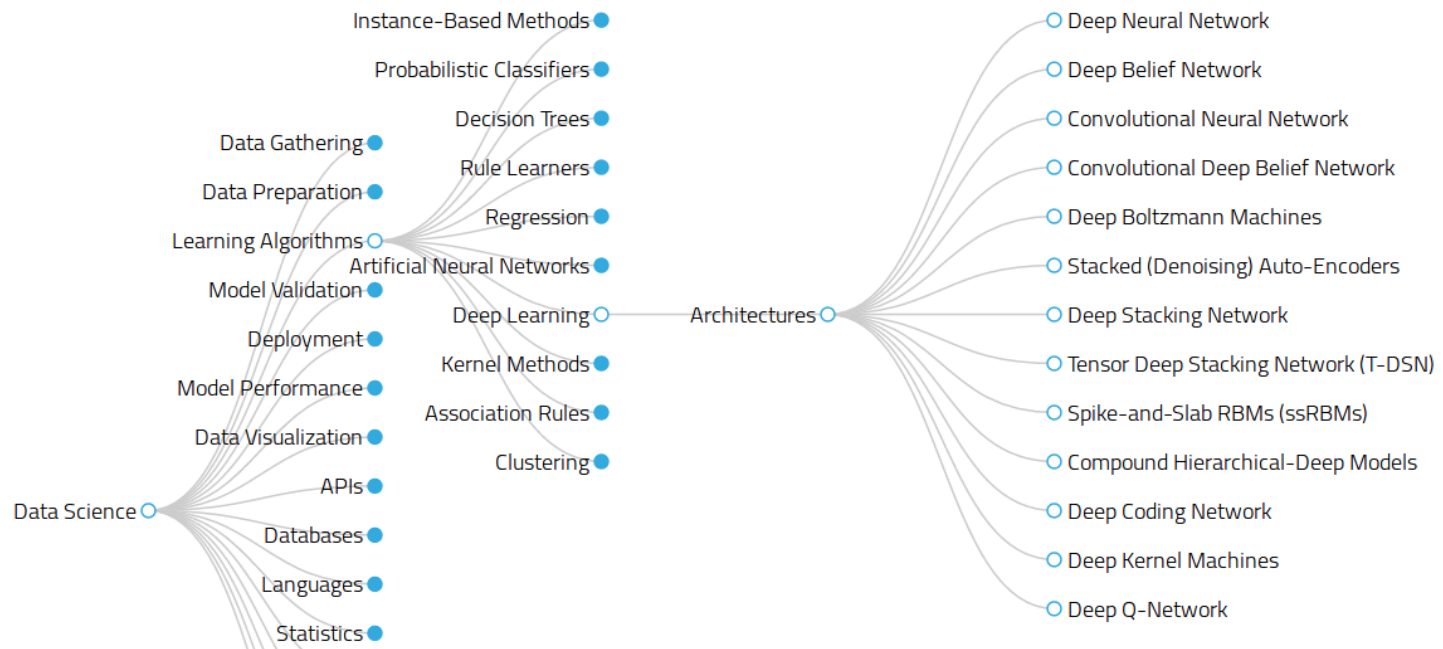 Data Science
Data Gathering
Data Preparation
Learning Algorithms
Model Validation
Deployment
Model Performance
Data Visualization
APIs
Databases
Languages
Statistics
Instance-Based Methods
Probabilistic Classifiers
Decision Trees
Rule Learners
Regression
Artificial Neural Networks
Deep Learning
Kernel Methods
Association Rules
Clustering
Architectures
Deep Neural Network
Deep Belief Network
Convolutional Neural Network
Convolutional Deep Belief Network
Deep Boltzmann Machines
Stacked (Denoising) Auto-Encoders
Deep Stacking Network
Tensor Deep Stacking Network (T-DSN)
Spike-and-Slab RBMs (ssRBMs)
Compound Hierarchical-Deep Models
Deep Coding Network
Deep Kernel Machines
Deep Q-Network